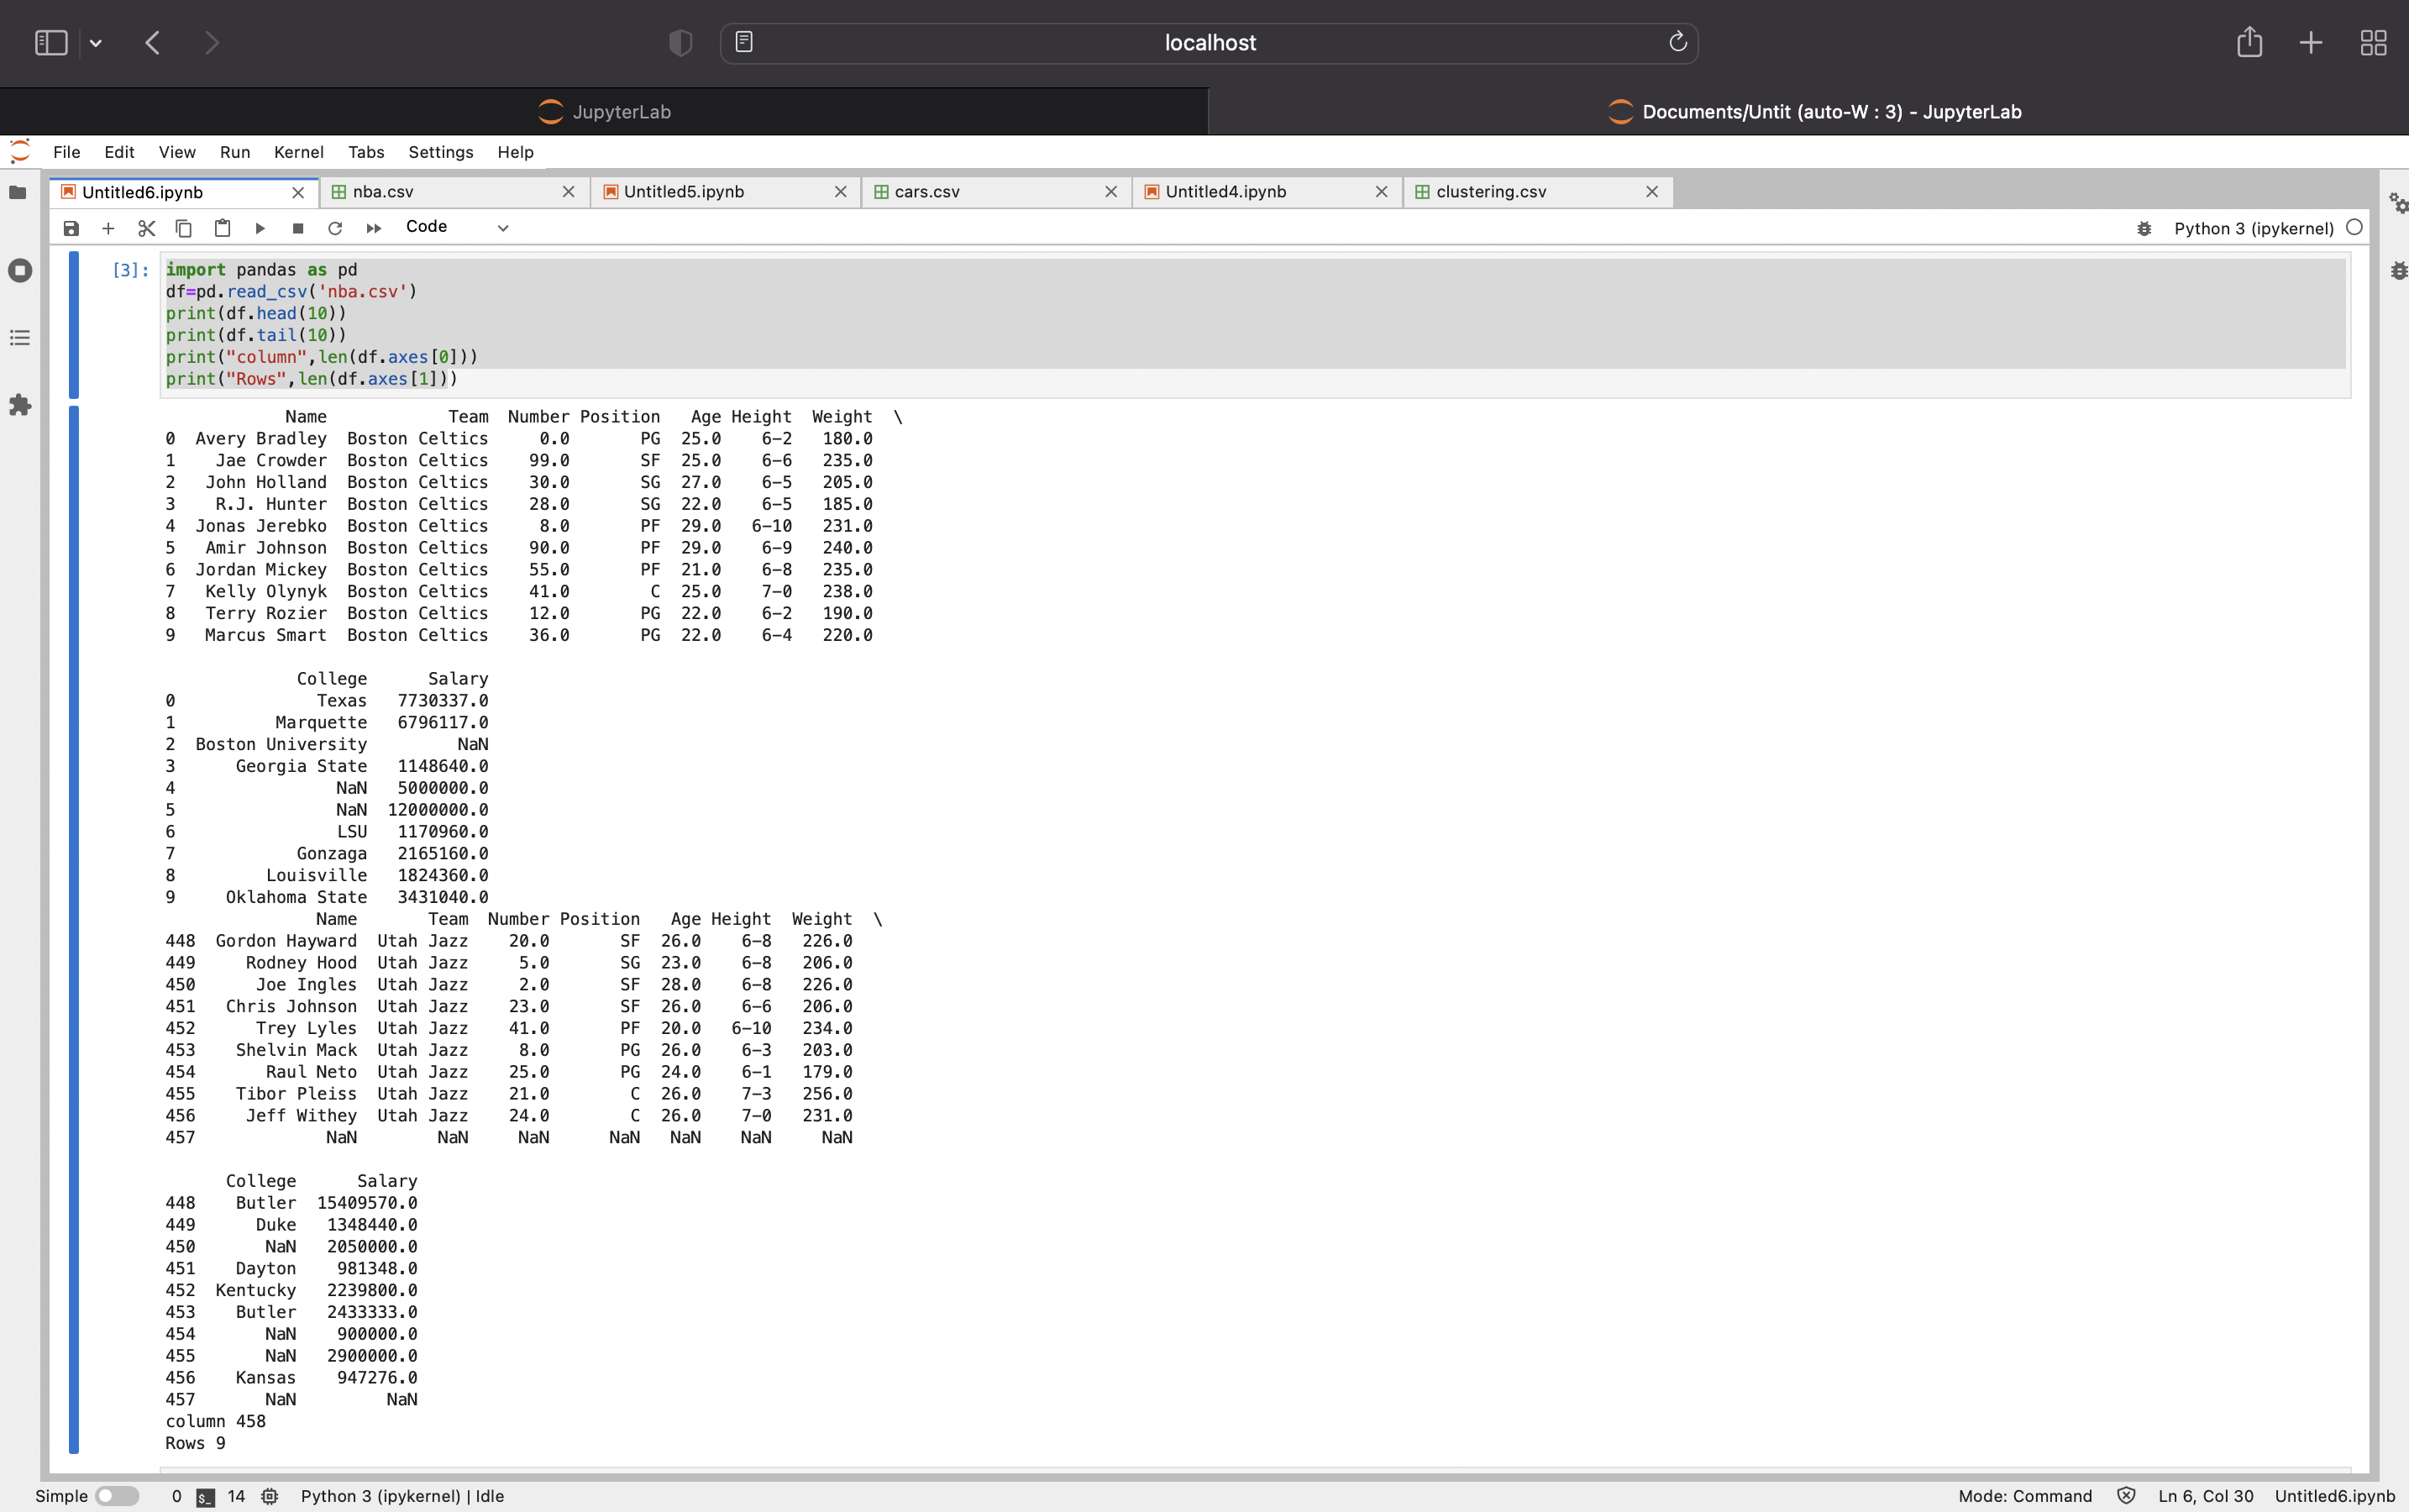 localhost
JupyterLab
Documents/Untit (auto-W : 3) - JupyterLab
File Edit View Run Kernel Tabs Settings Help
Untitled6.ipynb nba.csv Untitled5.ipynb cars.csv Untitled4.ipynb clustering.csv
Code Python 3 (ipykernel)
[3]: import pandas as pd
df=pd.read_csv('nba.csv')
print(df.head(10))
print(df.tail(10))
print("column",len(df.axes[0]))
print("Rows",len(df.axes[1]))
Name Team Number Position Age Height Weight \
0 Avery Bradley Boston Celtics 0.0 PG 25.0 6-2 180.0
1 Jae Crowder Boston Celtics 99.0 SF 25.0 6-6 235.0
2 John Holland Boston Celtics 30.0 SG 27.0 6-5 205.0
3 R.J. Hunter Boston Celtics 28.0 SG 22.0 6-5 185.0
4 Jonas Jerebko Boston Celtics 8.0 PF 29.0 6-10 231.0
5 Amir Johnson Boston Celtics 90.0 PF 29.0 6-9 240.0
6 Jordan Mickey Boston Celtics 55.0 PF 21.0 6-8 235.0
7 Kelly Olynyk Boston Celtics 41.0 C 25.0 7-0 238.0
8 Terry Rozier Boston Celtics 12.0 PG 22.0 6-2 190.0
9 Marcus Smart Boston Celtics 36.0 PG 22.0 6-4 220.0
College Salary
0 Texas 7730337.0
1 Marquette 6796117.0
2 Boston University NaN
3 Georgia State 1148640.0
4 NaN 5000000.0
5 NaN 12000000.0
6 LSU 1170960.0
7 Gonzaga 2165160.0
8 Louisville 1824360.0
9 Oklahoma State 3431040.0
Name Team Number Position Age Height Weight \
448 Gordon Hayward Utah Jazz 20.0 SF 26.0 6-8 226.0
449 Rodney Hood Utah Jazz 5.0 SG 23.0 6-8 206.0
450 Joe Ingles Utah Jazz 2.0 SF 28.0 6-8 226.0
451 Chris Johnson Utah Jazz 23.0 SF 26.0 6-6 206.0
452 Trey Lyles Utah Jazz 41.0 PF 20.0 6-10 234.0
453 Shelvin Mack Utah Jazz 8.0 PG 26.0 6-3 203.0
454 Raul Neto Utah Jazz 25.0 PG 24.0 6-1 179.0
455 Tibor Pleiss Utah Jazz 21.0 C 26.0 7-3 256.0
456 Jeff Withey Utah Jazz 24.0 C 26.0 7-0 231.0
457 NaN NaN NaN NaN NaN NaN NaN
College Salary
448 Butler 15409570.0
449 Duke 1348440.0
450 NaN 2050000.0
451 Dayton 981348.0
452 Kentucky 2239800.0
453 Butler 2433333.0
454 NaN 900000.0
455 NaN 2900000.0
456 Kansas 947276.0
457 NaN NaN
column 458
Rows 9
Simple 0 $_ 14 Python 3 (ipykernel) | Idle Mode: Command Ln 6, Col 30 Untitled6.ipynb